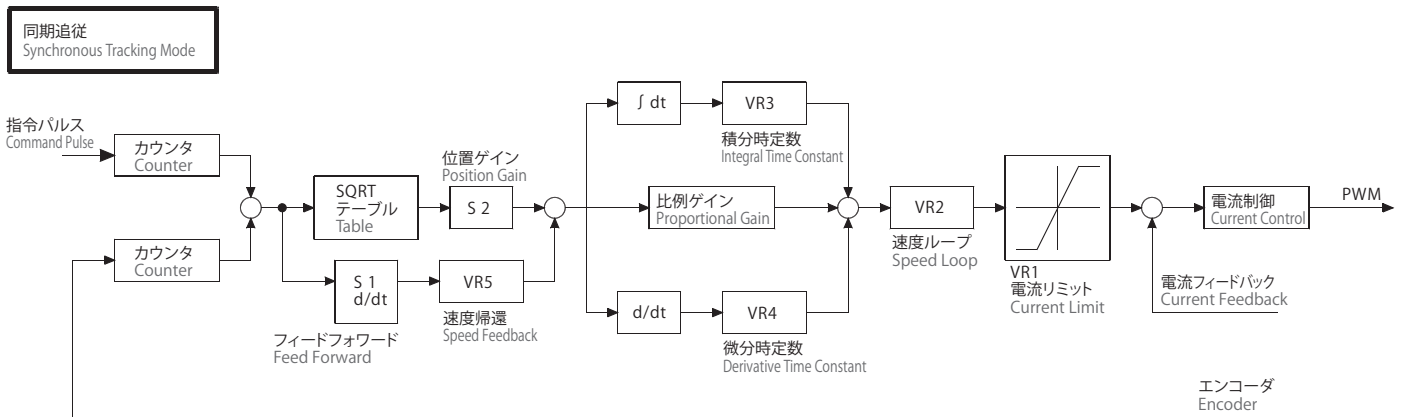 同期追従
Synchronous Tracking Mode
指令パルス
Command Pulse
カウンタ
Counter
カウンタ
Counter
SQRT
テーブル
Table
位置ゲイン
Position Gain
S 2
S 1
d/dt
フィードフォワード
Feed Forward
VR5
速度帰還
Speed Feedback
∫ dt
VR3
積分時定数
Integral Time Constant
比例ゲイン
Proportional Gain
d/dt
VR4
微分時定数
Derivative Time Constant
VR2
速度ループ
Speed Loop
VR1
電流リミット
Current Limit
電流制御
Current Control
PWM
電流フィードバック
Current Feedback
エンコーダ
Encoder